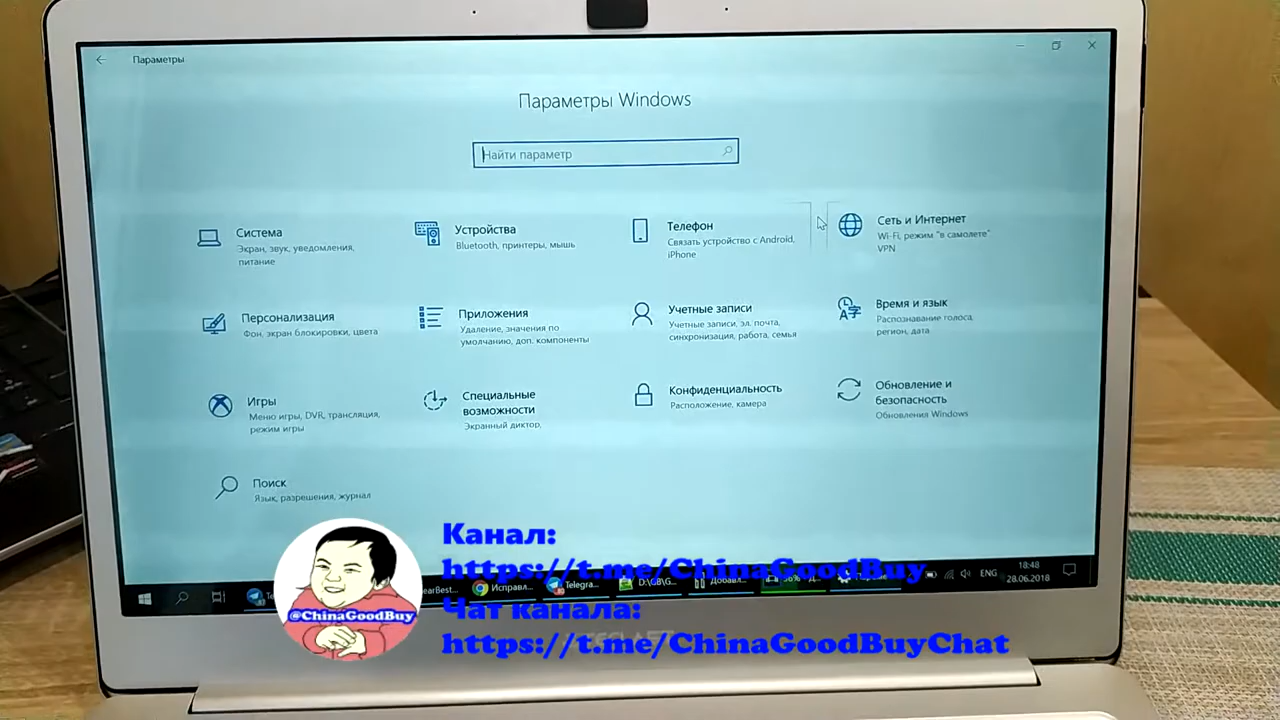 Параметры
Параметры Windows
Найти параметр
Система
Экран, звук, уведомления,
питание
Устройства
Bluetooth, принтеры, мышь
Телефон
Связать устройство с Android,
iPhone
Сеть и Интернет
Wi-Fi, режим "в самолете"
VPN
Персонализация
Фон, экран блокировки, цвета
Приложения
Удаление, значения по
умолчанию, доп. компоненты
Учетные записи
Учетные записи, эл. почта,
синхронизация, работа, семья
Время и язык
Распознавание голоса,
регион, дата
Игры
Меню игры, DVR, трансляция,
режим игры
Специальные
возможности
Экранный диктор,
Конфиденциальность
Расположение, камера
Обновление и
безопасность
Обновления Windows
Поиск
Язык, разрешения, журнал
Канал:
https://t.me/ChinaGoodBuy
Чат канала:
https://t.me/ChinaGoodBuyChat
@ChinaGoodBuy
Исправл...
Telegra...
D:\GB\G...
Добавл...
ENG
18:48
28.06.2018